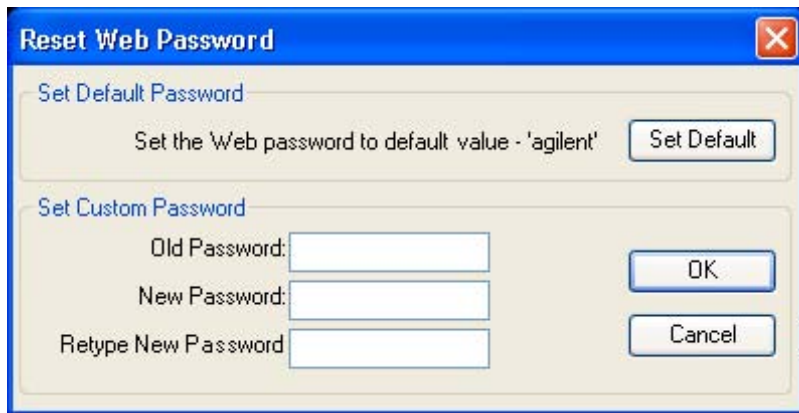 Reset Web Password
Set Default Password
Set the Web password to default value - 'agilent'
Set Default
Set Custom Password
Old Password:
New Password:
Retype New Password
OK
Cancel